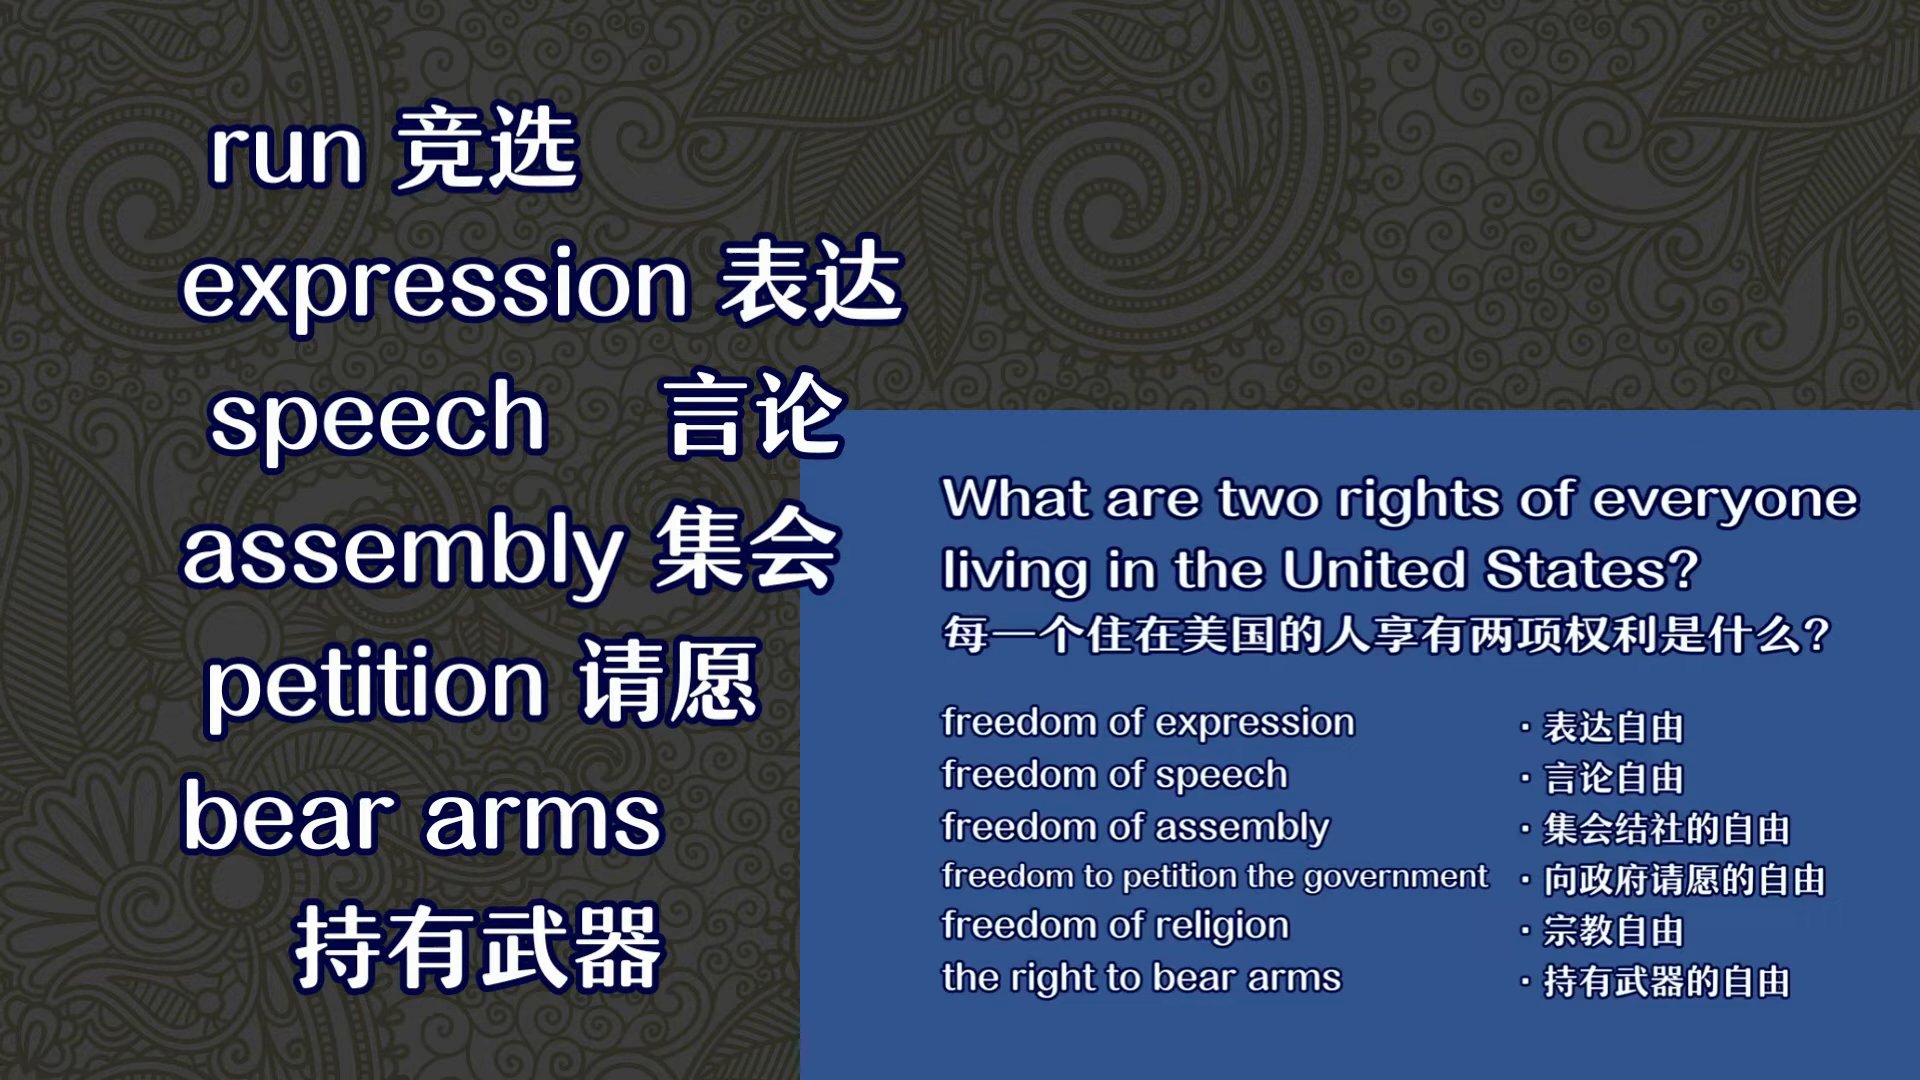 run 竞选
expression 表达
speech 言论
assembly 集会
petition 请愿
bear arms
持有武器
What are two rights of everyone
living in the United States?
每一个住在美国的人享有两项权利是什么?
freedom of expression ·表达自由
freedom of speech ·言论自由
freedom of assembly ·集会结社的自由
freedom to petition the government ·向政府请愿的自由
freedom of religion ·宗教自由
the right to bear arms ·持有武器的自由